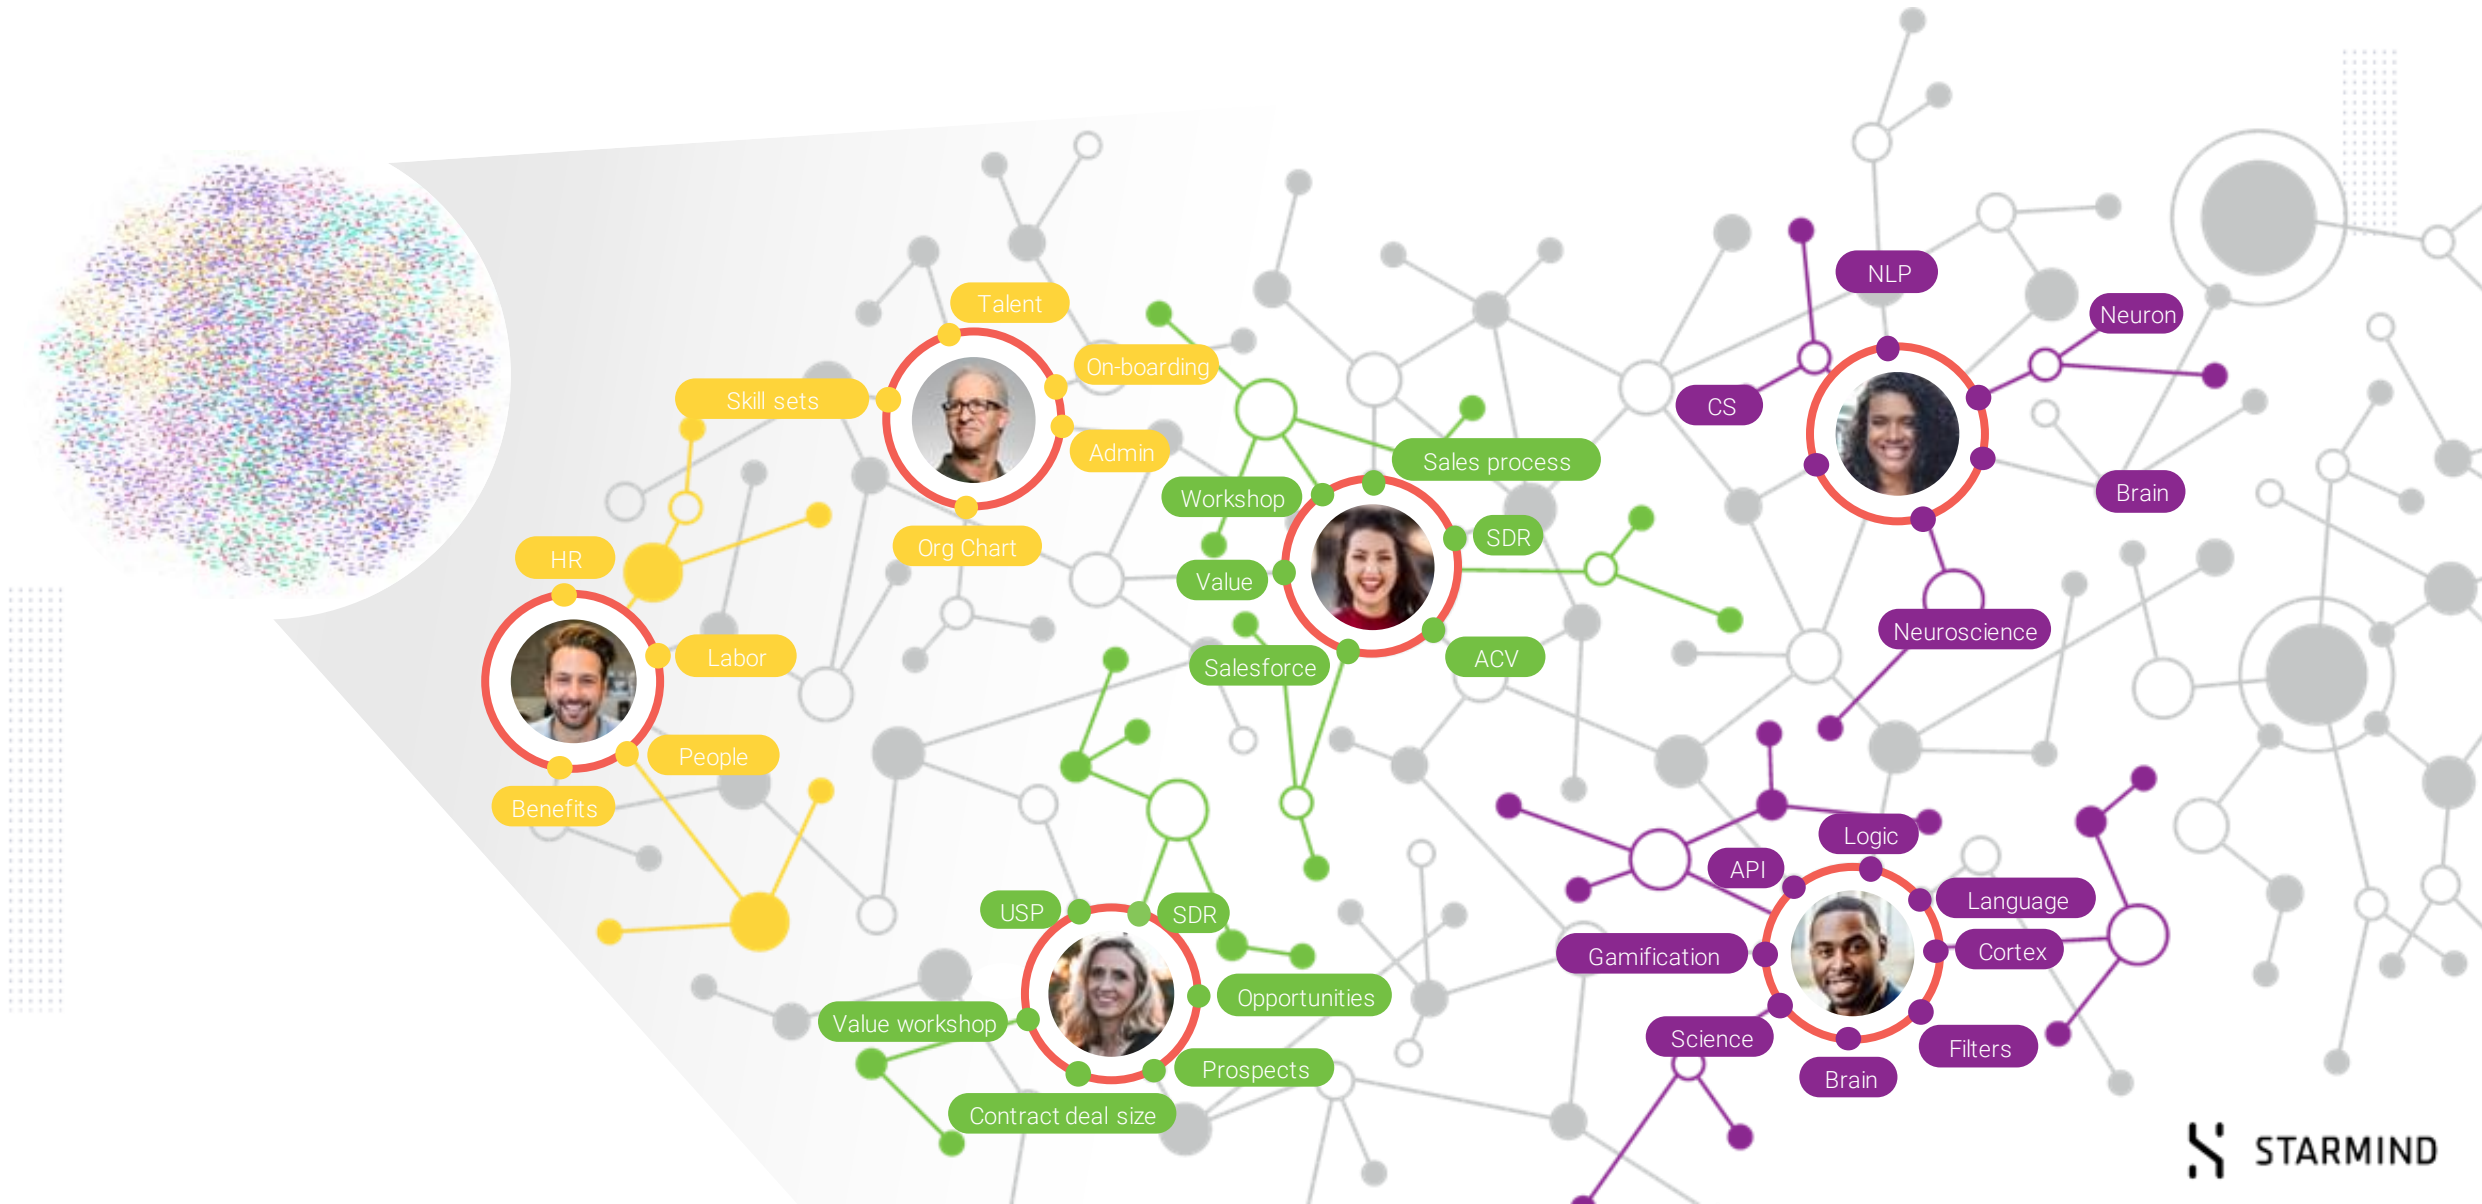 Talent
On-boarding
Skill sets
Admin
Org Chart
HR
Labor
People
Benefits
Sales process
Workshop
SDR
Value
Salesforce
ACV
USP
SDR
Opportunities
Value workshop
Prospects
Contract deal size
NLP
Neuron
CS
Brain
Neuroscience
Logic
API
Language
Gamification
Cortex
Science
Filters
Brain
STARMIND